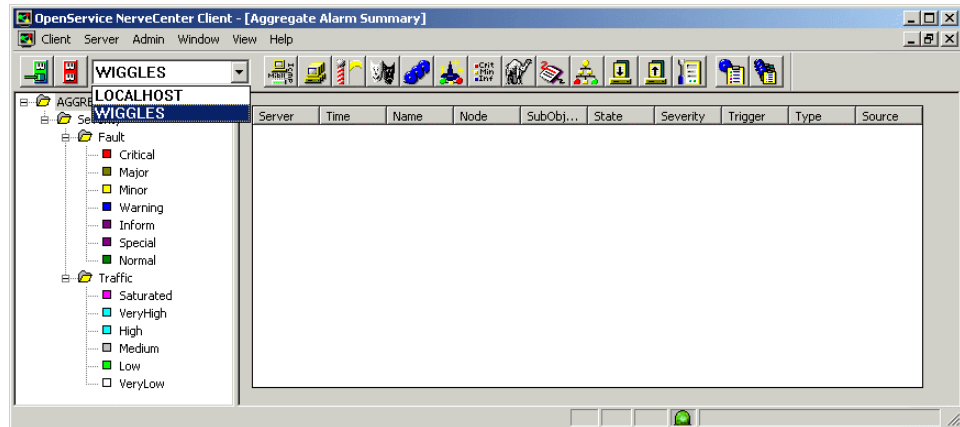 OpenService NerveCenter Client - [Aggregate Alarm Summary]
Client Server Admin Window View Help
WIGGLES
LOCALHOST
WIGGLES
AGGRE
Se
Server Time Name Node SubObj... State Severity Trigger Type Source
Fault
Critical
Major
Minor
Warning
Inform
Special
Normal
Traffic
Saturated
VeryHigh
High
Medium
Low
VeryLow